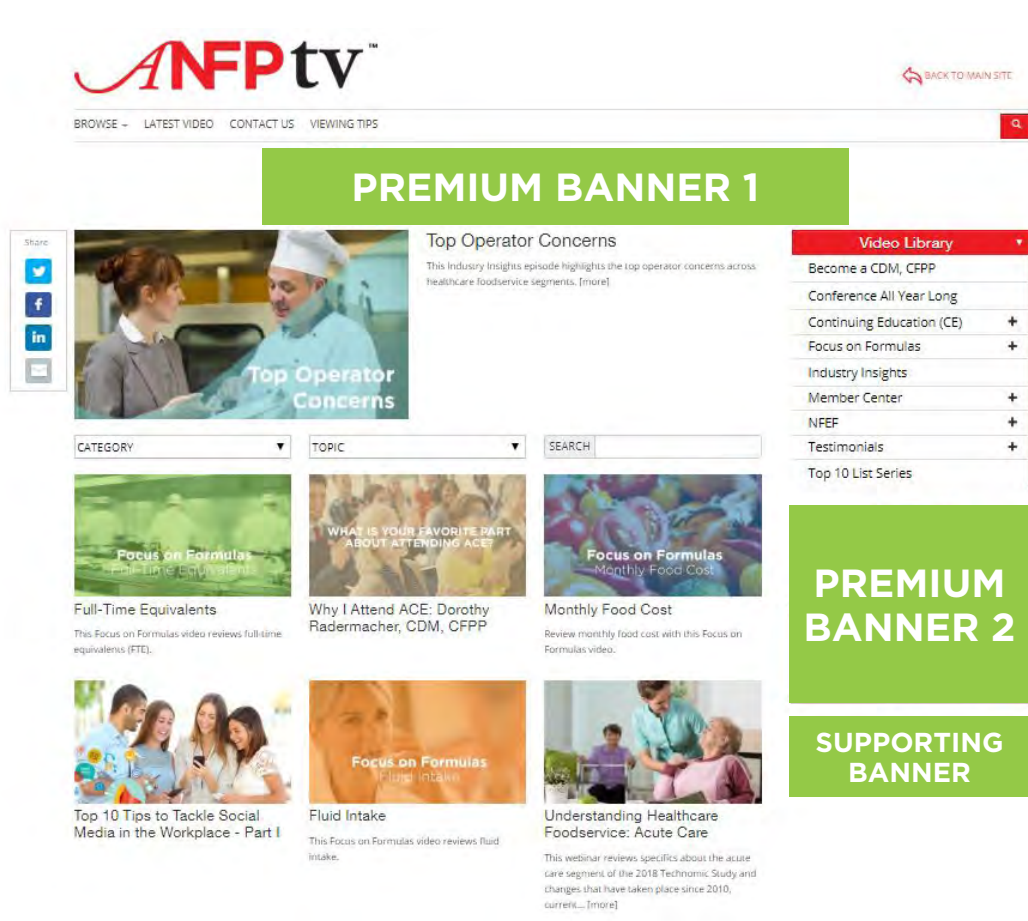 ANFPtv™
BACK TO MAIN SITE
BROWSE LATEST VIDEO CONTACT US VIEWING TIPS
PREMIUM BANNER 1
Share
Top Operator
Concerns
Top Operator Concerns
This Industry Insights episode highlights the top operator concerns across
healthcare foodservice segments. [more]
Video Library
Become a CDM, CFPP
Conference All Year Long
Continuing Education (CE) +
Focus on Formulas +
Industry Insights
Member Center +
NFEF +
Testimonials +
Top 10 List Series
CATEGORY
TOPIC
SEARCH
Focus on Formulas
Full-Time Equivalents
Full-Time Equivalents
This Focus on Formulas video reviews full-time
equivalents (FTE).
WHAT IS YOUR FAVORITE PART
ABOUT ATTENDING ACE?
Why I Attend ACE: Dorothy
Radermacher, CDM, CFPP
Focus on Formulas
Monthly Food Cost
Monthly Food Cost
Review monthly food cost with this Focus on
Formulas video.
PREMIUM
BANNER 2
Top 10 Tips to Tackle Social
Media in the Workplace - Part I
Focus on Formulas
Fluid Intake
Fluid Intake
This Focus on Formulas video reviews fluid
intake.
Understanding Healthcare
Foodservice: Acute Care
This webinar reviews specifics about the acute
care segment of the 2018 Technomic Study and
changes that have taken place since 2010,
current... [more]
SUPPORTING
BANNER